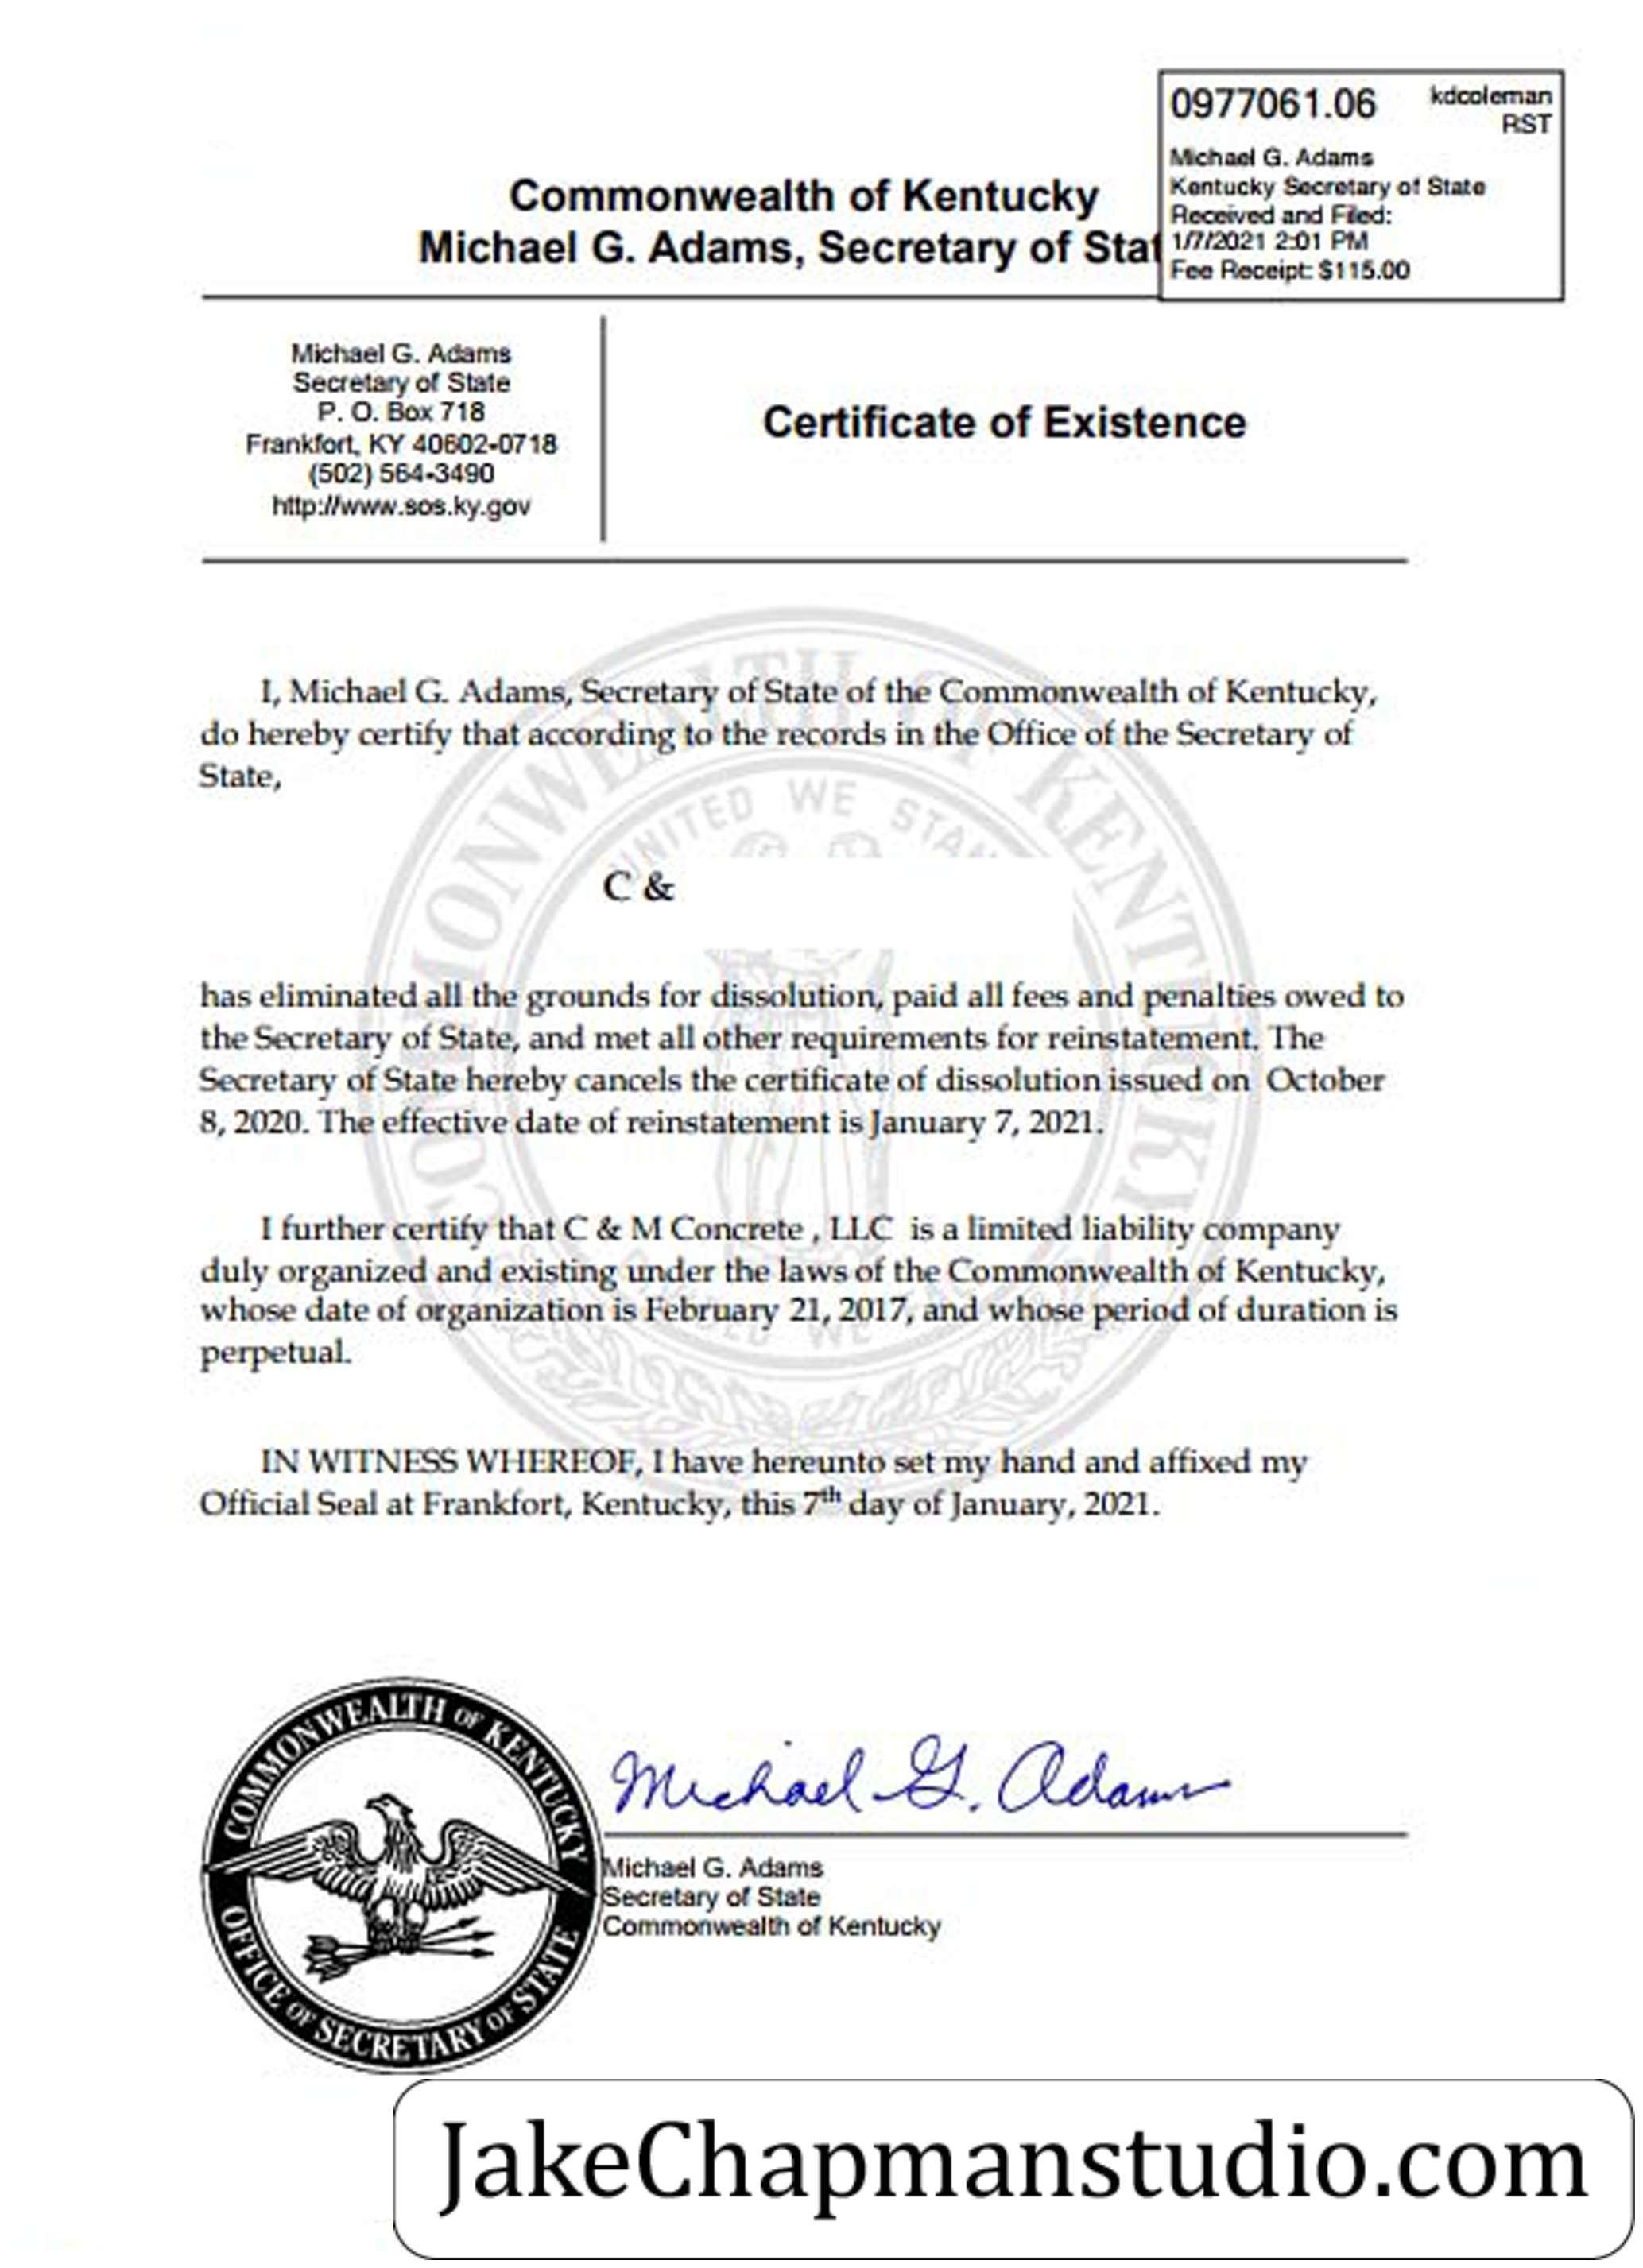 0977061.06
kdcoleman
RST
Michael G. Adams
Kentucky Secretary of State
Received and Filed:
1/7/2021 2:01 PM
Fee Receipt: $115.00
Commonwealth of Kentucky
Michael G. Adams, Secretary of Stat
Michael G. Adams
Secretary of State
P. O. Box 718
Frankfort, KY 40602-0718
(502) 564-3490
http://www.sos.ky.gov
Certificate of Existence
I, Michael G. Adams, Secretary of State of the Commonwealth of Kentucky,
do hereby certify that according to the records in the Office of the Secretary of
State,
COMMONWEALTH OF KENTUCKY
UNITED WE STAN
C &
has eliminated all the grounds for dissolution, paid all fees and penalties owed to
the Secretary of State, and met all other requirements for reinstatement. The
Secretary of State hereby cancels the certificate of dissolution issued on October
8, 2020. The effective date of reinstatement is January 7, 2021.
I further certify that C & M Concrete , LLC is a limited liability company
duly organized and existing under the laws of the Commonwealth of Kentucky,
whose date of organization is February 21, 2017, and whose period of duration is
perpetual.
WE
IN WITNESS WHEREOF, I have hereunto set my hand and affixed my
Official Seal at Frankfort, Kentucky, this 7th day of January, 2021.
COMMONWEALTH OF KENTUCKY
OFFICE OF SECRETARY OF STATE
Michael G. Adams
Michael G. Adams
Secretary of State
Commonwealth of Kentucky
JakeChapmanstudio.com